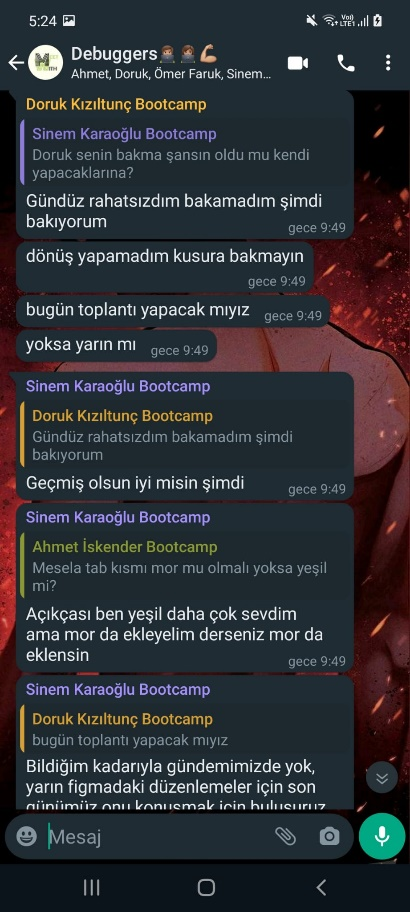 5:24
Vo)) LTE1
Debuggers
Ahmet, Doruk, Ömer Faruk, Sinem...
Doruk Kızıltunç Bootcamp
Sinem Karaoğlu Bootcamp
Doruk senin bakma şansın oldu mu kendi
yapacaklarına?
Gündüz rahatsızdım bakamadım şimdi
bakıyorum
gece 9:49
dönüş yapamadım kusura bakmayın
gece 9:49
bugün toplantı yapacak mıyız gece 9:49
yoksa yarın mı gece 9:49
Sinem Karaoğlu Bootcamp
Doruk Kızıltunç Bootcamp
Gündüz rahatsızdım bakamadım şimdi
bakıyorum
Geçmiş olsun iyi misin şimdi gece 9:49
Sinem Karaoğlu Bootcamp
Ahmet İskender Bootcamp
Mesela tab kısmı mor mu olmalı yoksa yeşil
mi?
Açıkçası ben yeşil daha çok sevdim
ama mor da ekleyelim derseniz mor da
eklensin
gece 9:49
Sinem Karaoğlu Bootcamp
Doruk Kızıltunç Bootcamp
bugün toplantı yapacak mıyız
Bildiğim kadarıyla gündemimizde yok,
yarın figmadaki düzenlemeler için son
günümüz onu konuşmak için buluşuruz
Mesaj